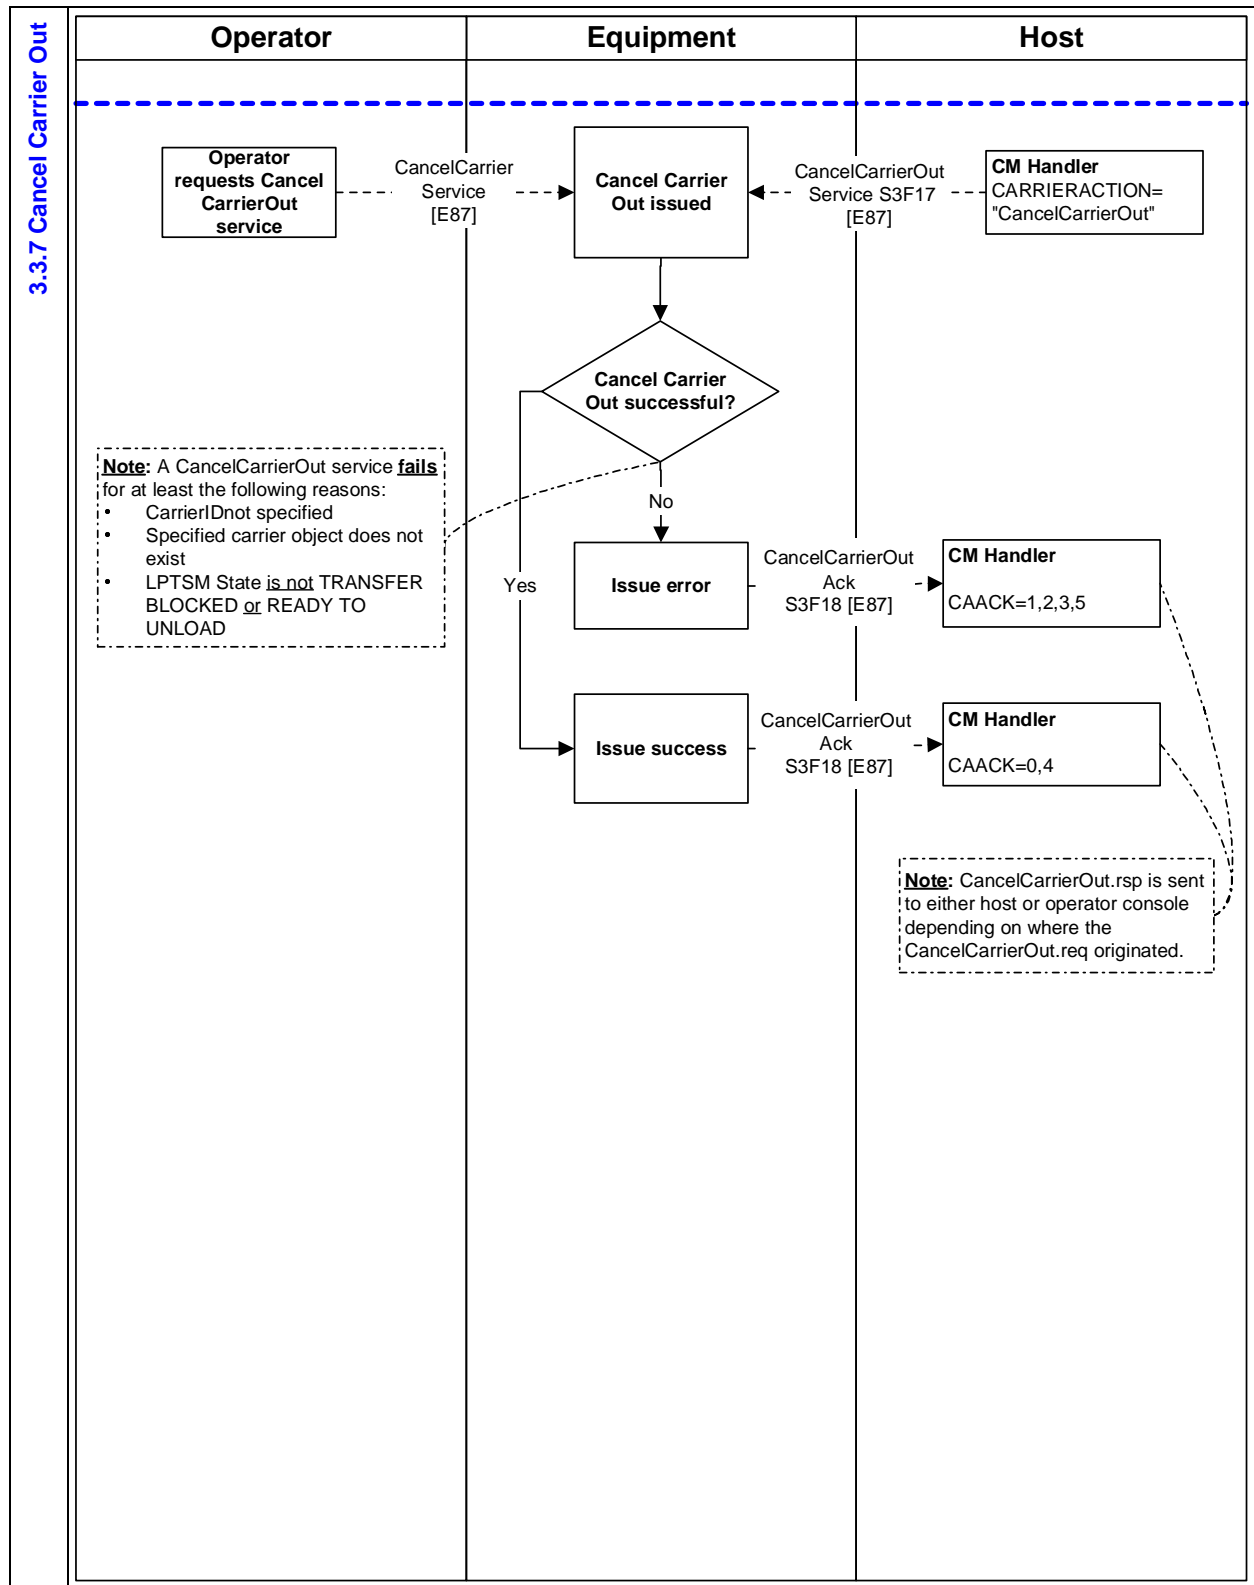 3.3.7 Cancel Carrier Out
Operator
Equipment
Host
Operator
requests Cancel
CarrierOut
service
CancelCarrier
Service
[E87]
Cancel Carrier
Out issued
CancelCarrierOut
Service S3F17
[E87]
CM Handler
CARRIERACTION=
"CancelCarrierOut"
Cancel Carrier
Out successful?
Note: A CancelCarrierOut service fails
for at least the following reasons:
• CarrierIDnot specified
• Specified carrier object does not
exist
• LPTSM State is not TRANSFER
BLOCKED or READY TO
UNLOAD
No
Yes
Issue error
CancelCarrierOut
Ack
S3F18 [E87]
CM Handler
CAACK=1,2,3,5
Issue success
CancelCarrierOut
Ack
S3F18 [E87]
CM Handler
CAACK=0,4
Note: CancelCarrierOut.rsp is sent
to either host or operator console
depending on where the
CancelCarrierOut.req originated.